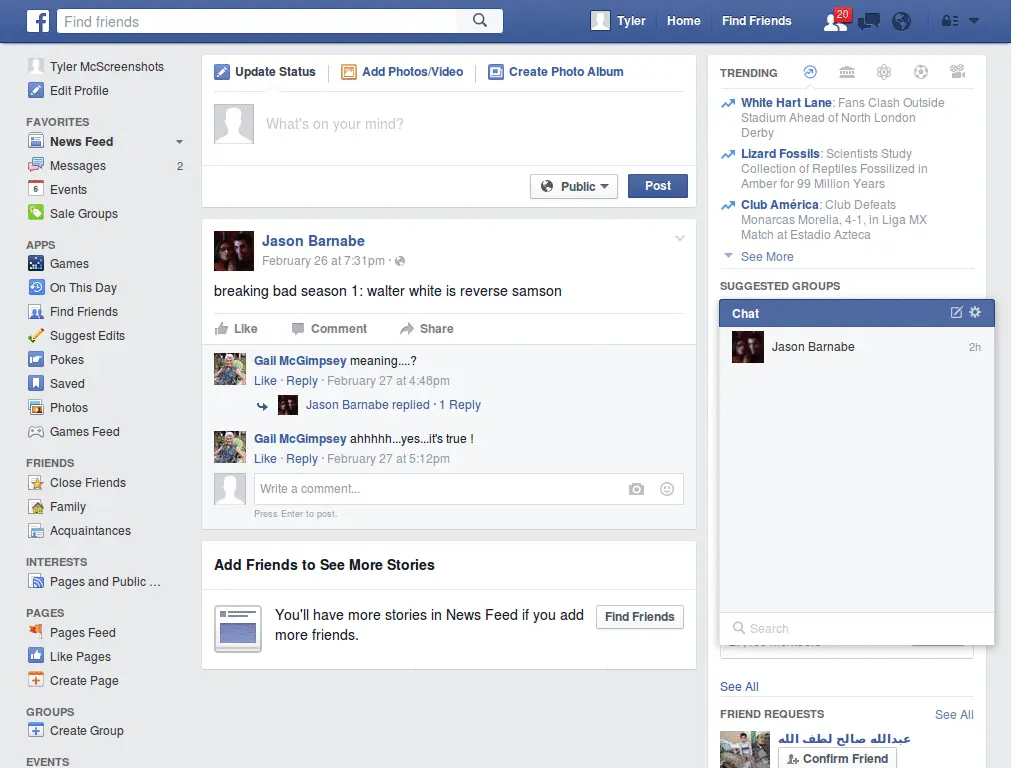 Find friends
Tyler
Home
Find Friends
20
Tyler McScreenshots
Edit Profile
FAVORITES
News Feed
Messages 2
6 Events
Sale Groups
APPS
Games
On This Day
Find Friends
Suggest Edits
Pokes
Saved
Photos
Games Feed
FRIENDS
Close Friends
Family
Acquaintances
INTERESTS
Pages and Public ...
PAGES
Pages Feed
Like Pages
Create Page
GROUPS
Create Group
EVENTS
Update Status
Add Photos/Video
Create Photo Album
What's on your mind?
Public
Post
Jason Barnabe
February 26 at 7:31pm ·
breaking bad season 1: walter white is reverse samson
Like
Comment
Share
Gail McGimpsey meaning....?
Like · Reply · February 27 at 4:48pm
Jason Barnabe replied · 1 Reply
Gail McGimpsey ahhhhh...yes...it's true !
Like · Reply · February 27 at 5:12pm
Write a comment...
Press Enter to post.
Add Friends to See More Stories
You'll have more stories in News Feed if you add
more friends.
Find Friends
TRENDING
White Hart Lane: Fans Clash Outside
Stadium Ahead of North London
Derby
Lizard Fossils: Scientists Study
Collection of Reptiles Fossilized in
Amber for 99 Million Years
Club América: Club Defeats
Monarcas Morelia, 4-1, in Liga MX
Match at Estadio Azteca
See More
SUGGESTED GROUPS
Chat
Jason Barnabe 2h
Search
See All
FRIEND REQUESTS See All
عبدالله صالح لطف الله
Confirm Friend